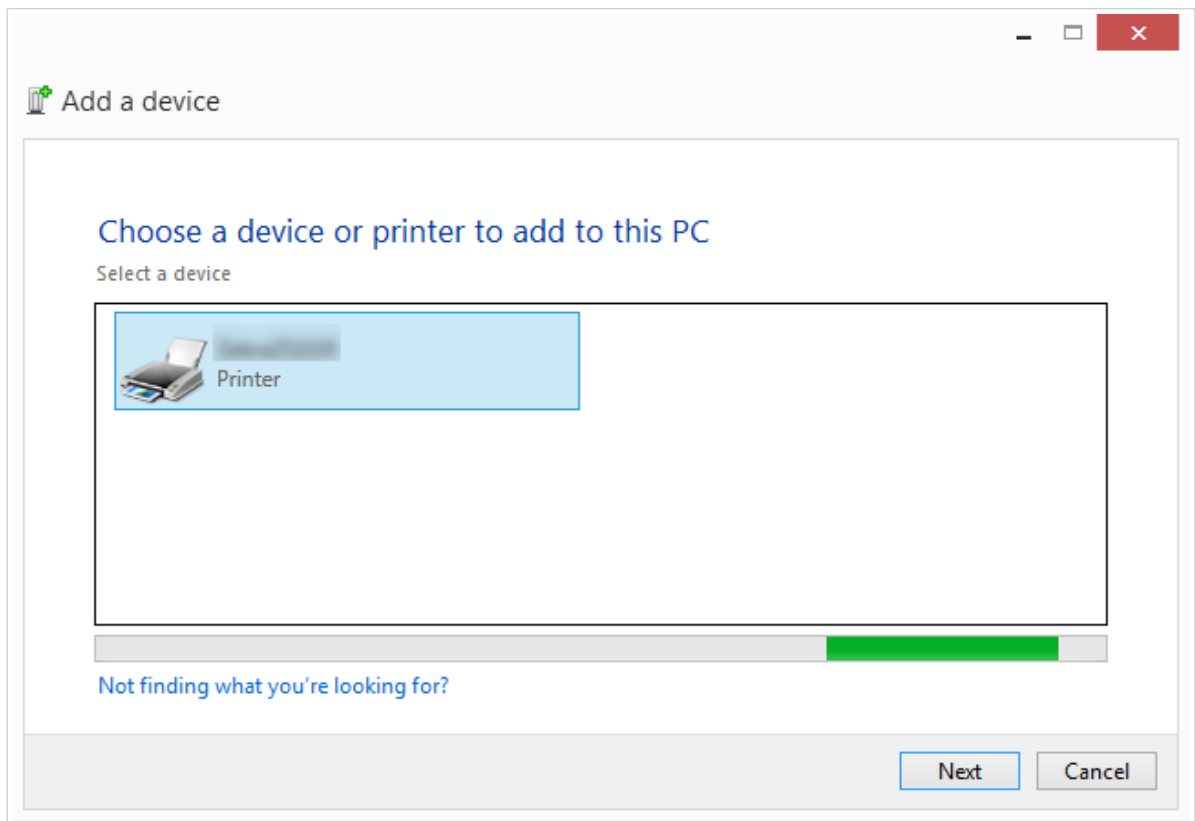 Add a device
Choose a device or printer to add to this PC
Select a device
Printer
Not finding what you're looking for?
Next
Cancel